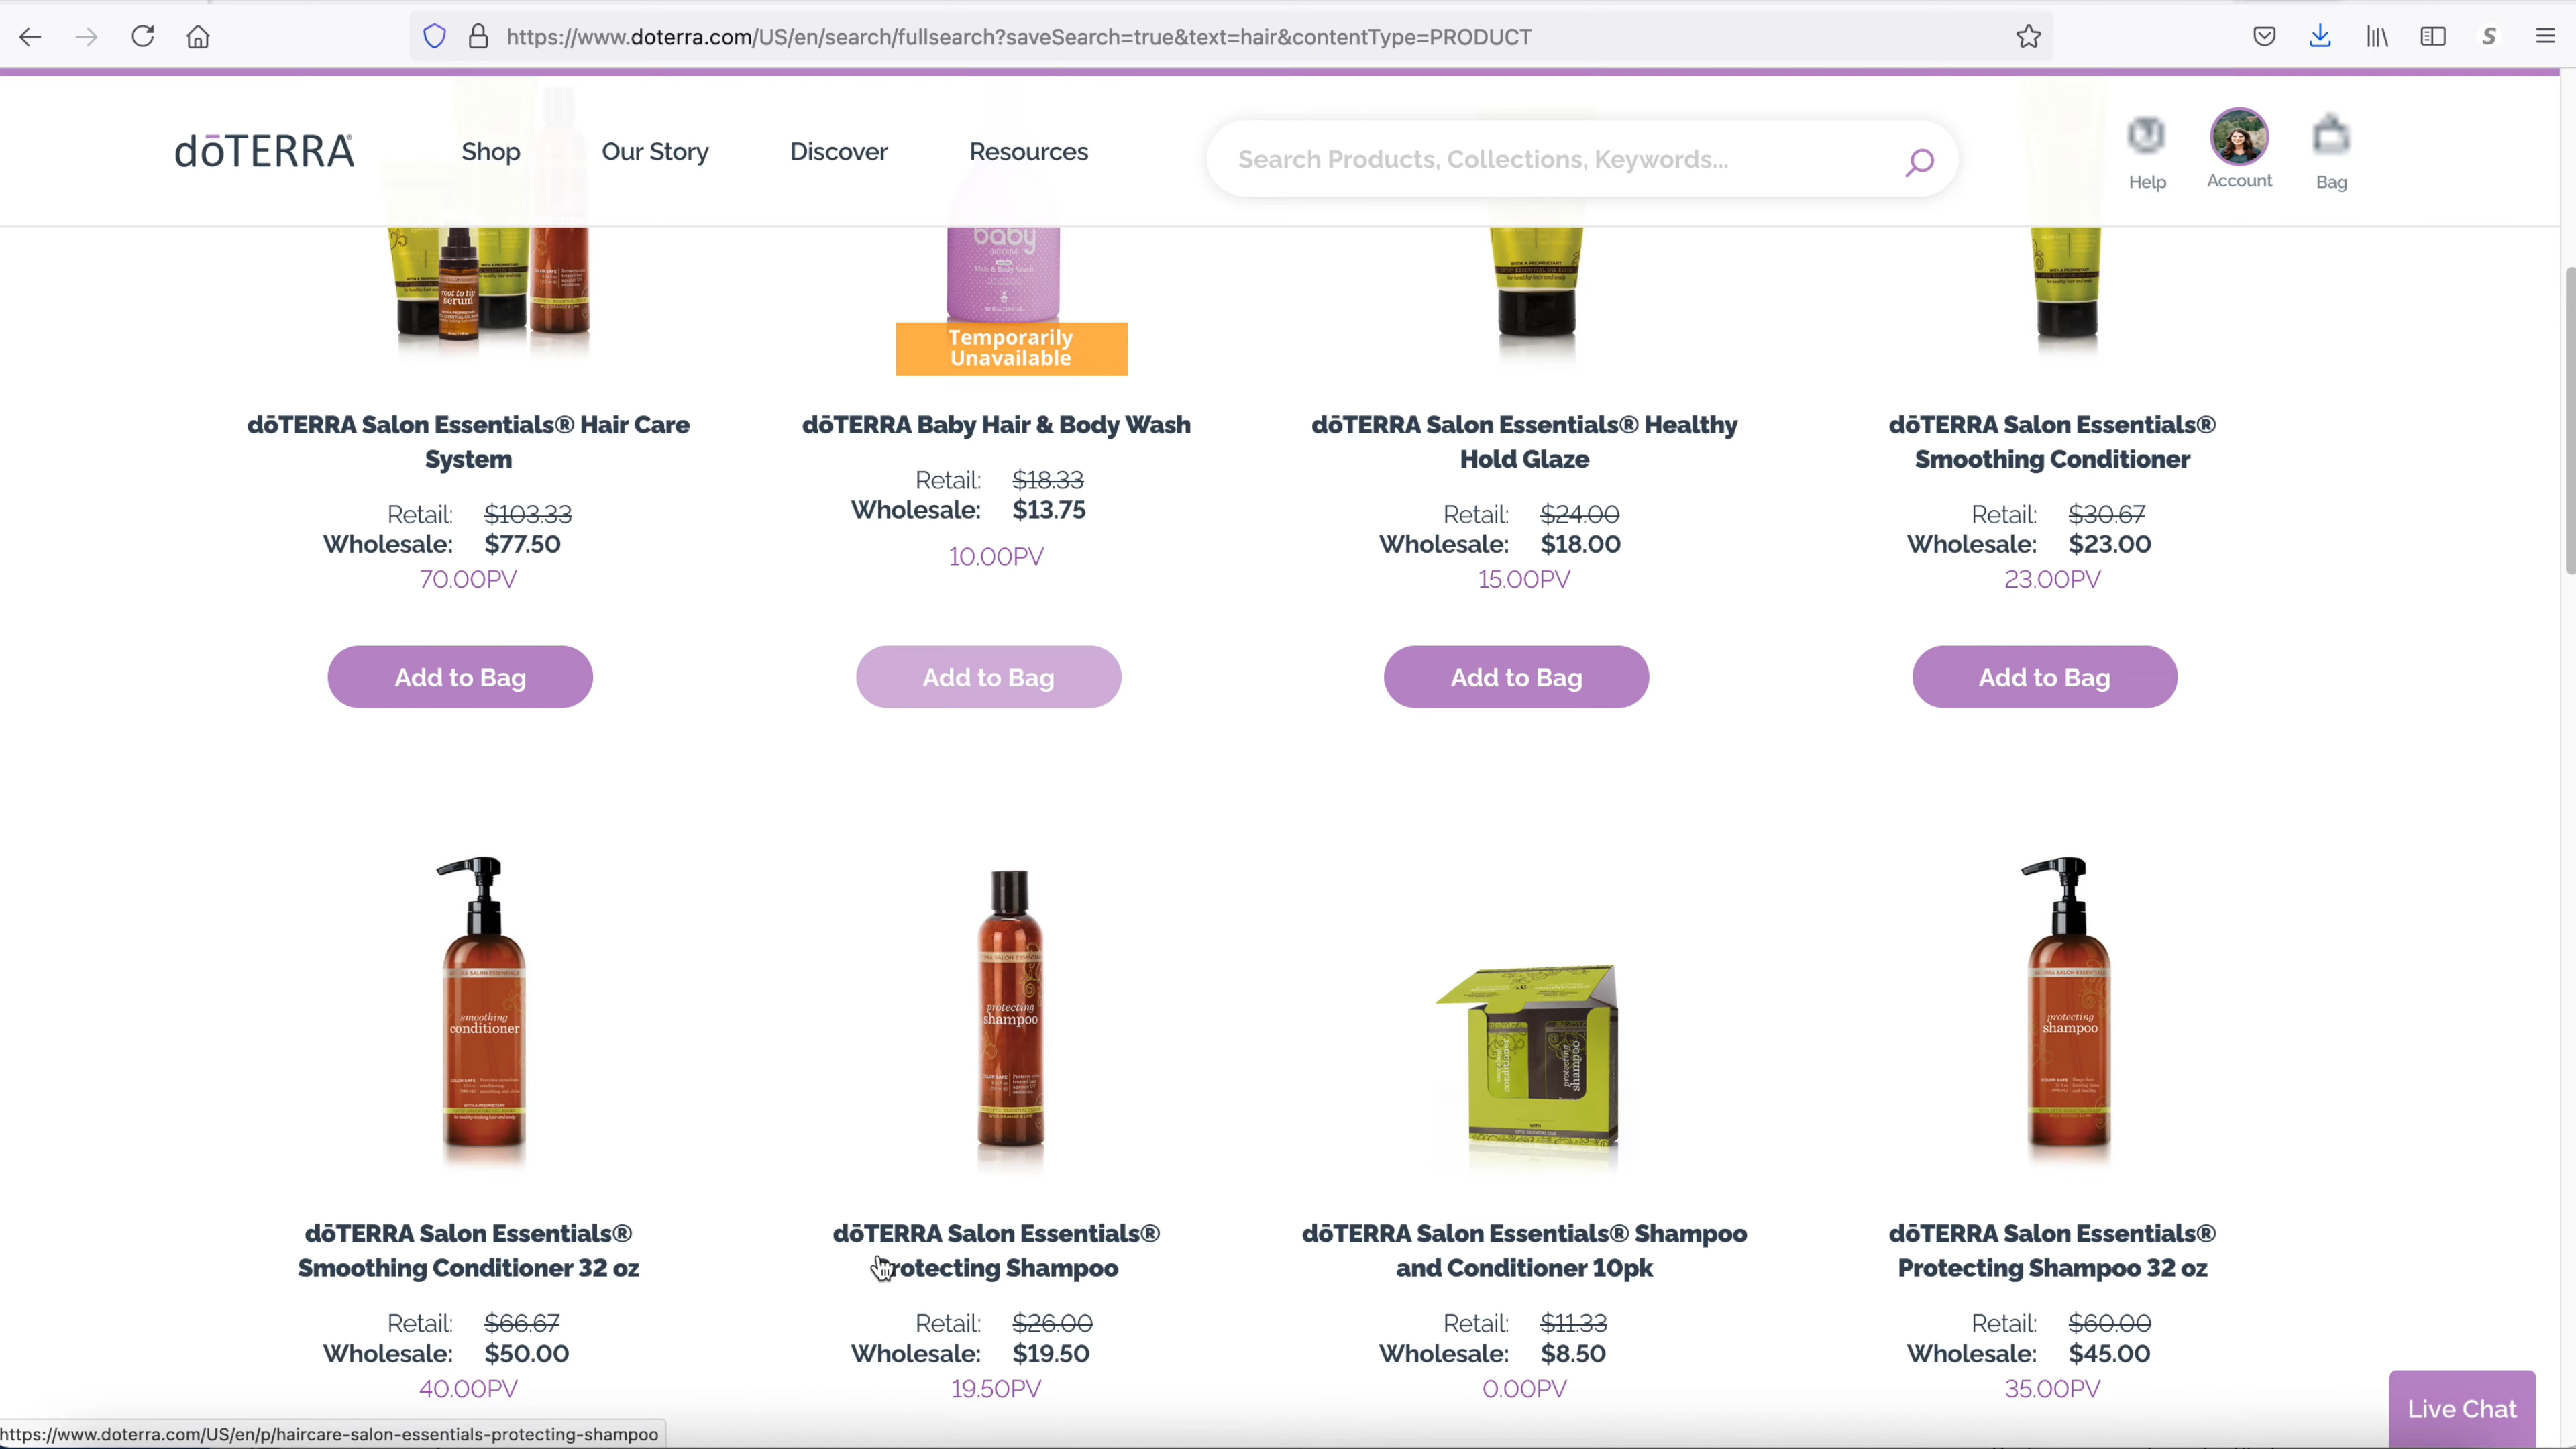 https://www.doterra.com/US/en/search/fullsearch?saveSearch=true&text=hair&contentType=PRODUCT
dōTERRA®
Shop
Our Story
Discover
Resources
Search Products, Collections, Keywords...
Help
Account
Bag
root to tip
serum
baby
Hair & Body Wash
Temporarily
Unavailable
dōTERRA Salon Essentials® Hair Care
System
Retail: $103.33
Wholesale: $77.50
70.00PV
Add to Bag
dōTERRA Baby Hair & Body Wash
Retail: $18.33
Wholesale: $13.75
10.00PV
Add to Bag
dōTERRA Salon Essentials® Healthy
Hold Glaze
Retail: $24.00
Wholesale: $18.00
15.00PV
Add to Bag
dōTERRA Salon Essentials®
Smoothing Conditioner
Retail: $30.67
Wholesale: $23.00
23.00PV
Add to Bag
smoothing
conditioner
protecting
shampoo
protecting
shampoo
protecting
shampoo
dōTERRA Salon Essentials®
Smoothing Conditioner 32 oz
Retail: $66.67
Wholesale: $50.00
40.00PV
dōTERRA Salon Essentials®
rotecting Shampoo
Retail: $26.00
Wholesale: $19.50
19.50PV
dōTERRA Salon Essentials® Shampoo
and Conditioner 10pk
Retail: $11.33
Wholesale: $8.50
0.00PV
dōTERRA Salon Essentials®
Protecting Shampoo 32 oz
Retail: $60.00
Wholesale: $45.00
35.00PV
Live Chat
https://www.doterra.com/US/en/p/haircare-salon-essentials-protecting-shampoo